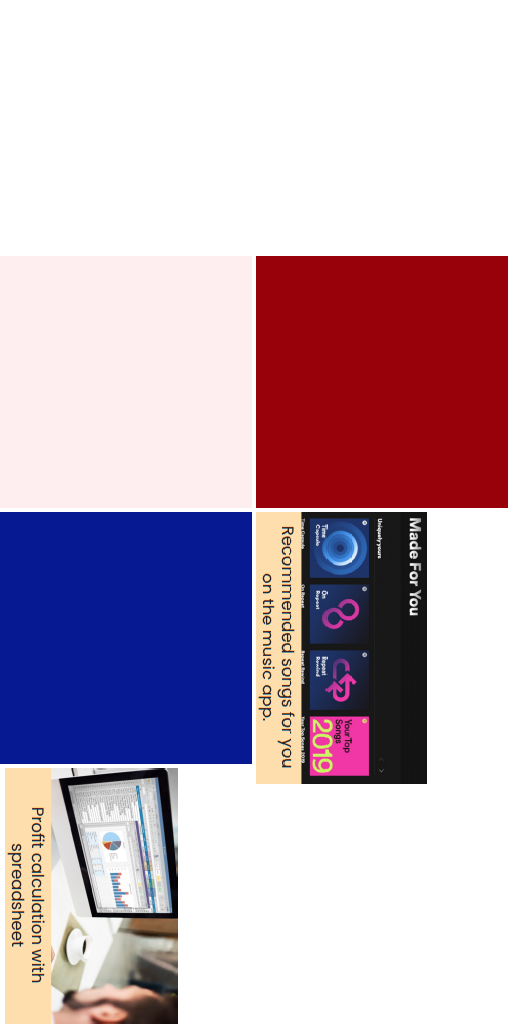 Made For You
Uniquely yours
Time
Capsule
On
Repeat
Repeat
Rewind
Your Top
Songs
2019
Time Capsule
On Repeat
Repeat Rewind
Your Top Songs 2019
Recommended songs for you
on the music app.
Profit calculation with
spreadsheet